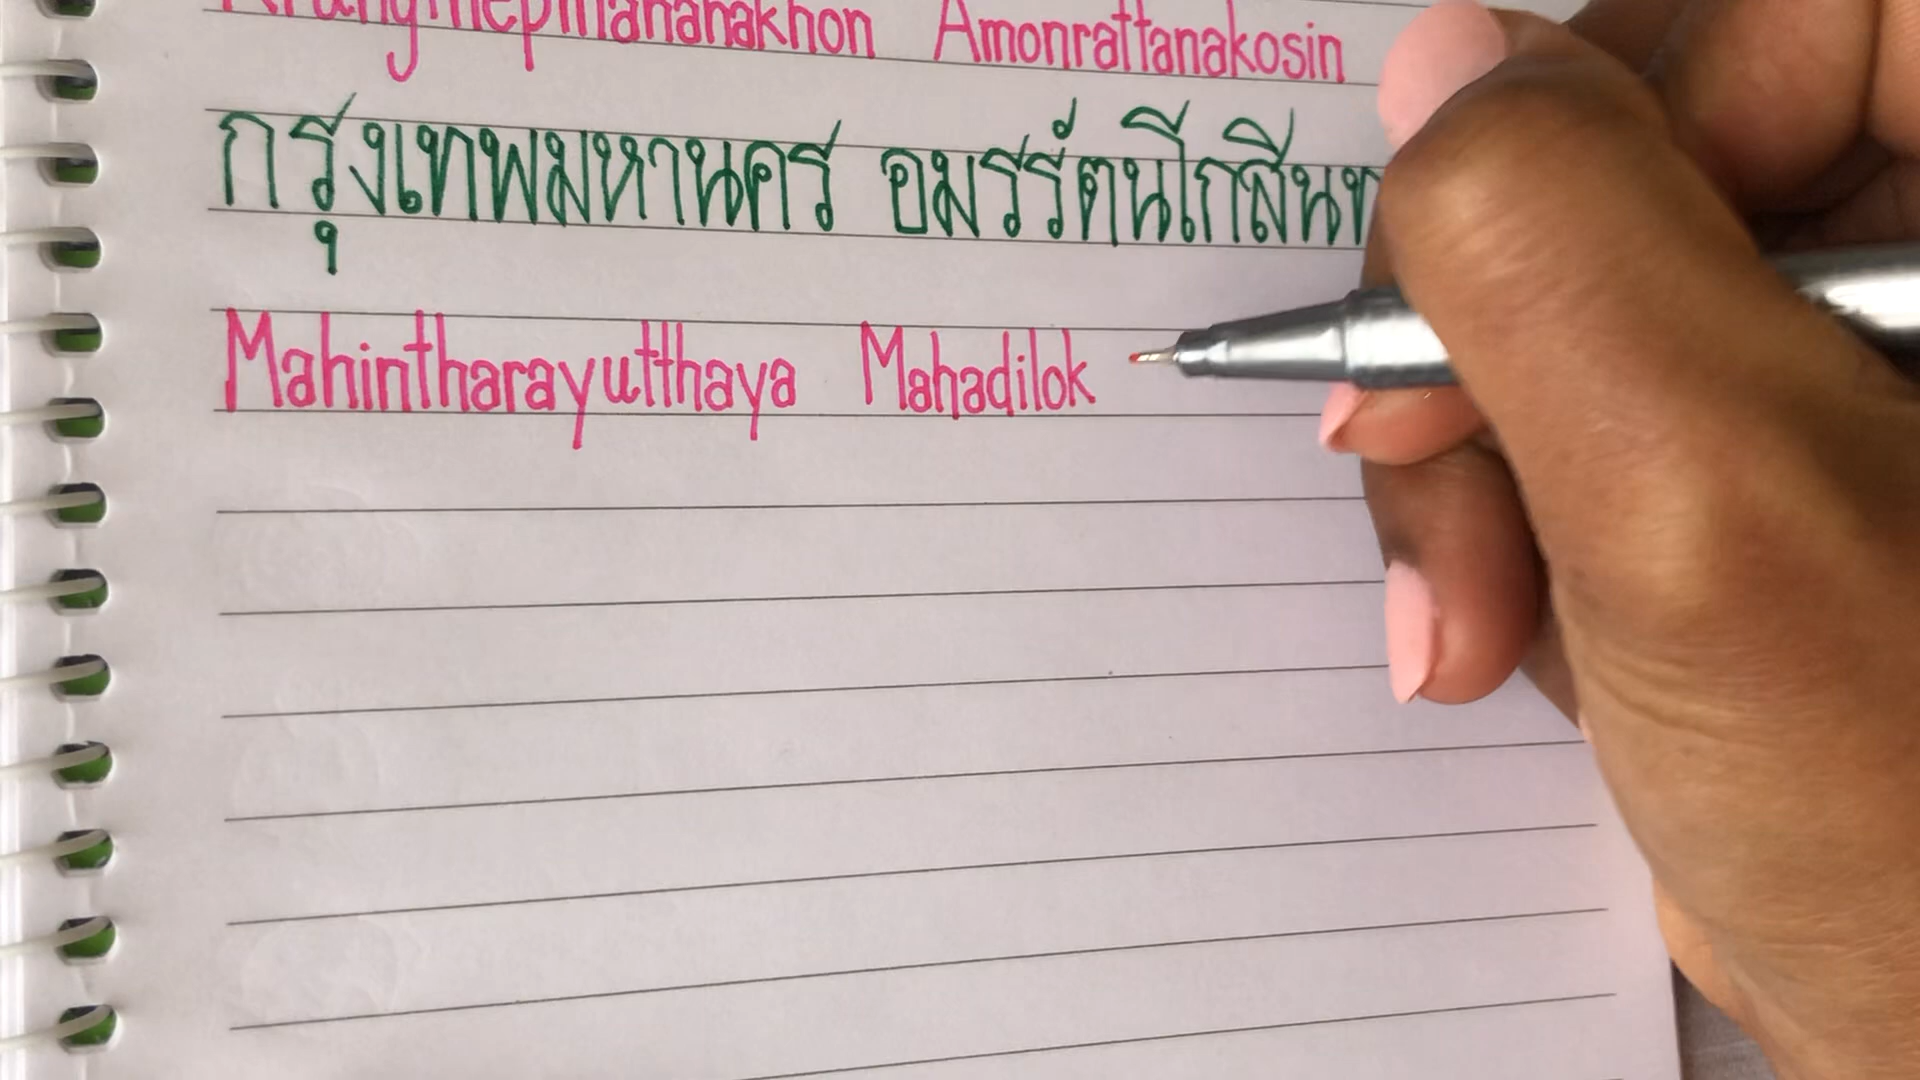 Krungthepmahanakhon Amonrattanakosin
กรุงเทพมหานคร อมรรัตนโกสินท
Mahintharayutthaya Mahadilok